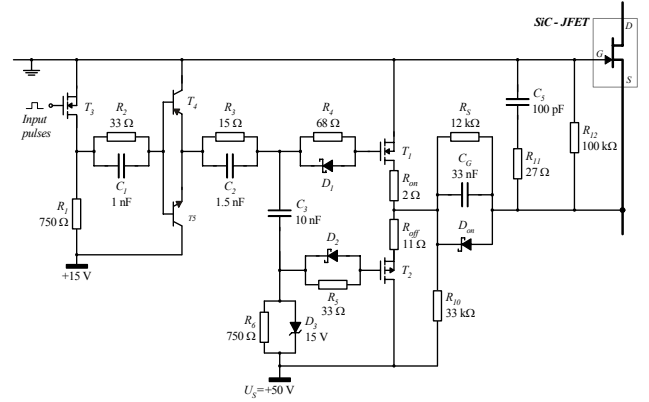 SiC - JFET
D
G
S
Input
pulses
T3
R2
33 Ω
C1
1 nF
T4
T5
R3
15 Ω
C2
1.5 nF
R4
68 Ω
D1
T1
Ron
2 Ω
Roff
11 Ω
T2
RS
12 kΩ
CG
33 nF
Don
C5
100 pF
R11
27 Ω
R12
100 kΩ
R1
750 Ω
+15 V
C3
10 nF
D2
R5
33 Ω
R6
750 Ω
D3
15 V
R10
33 kΩ
US=+50 V